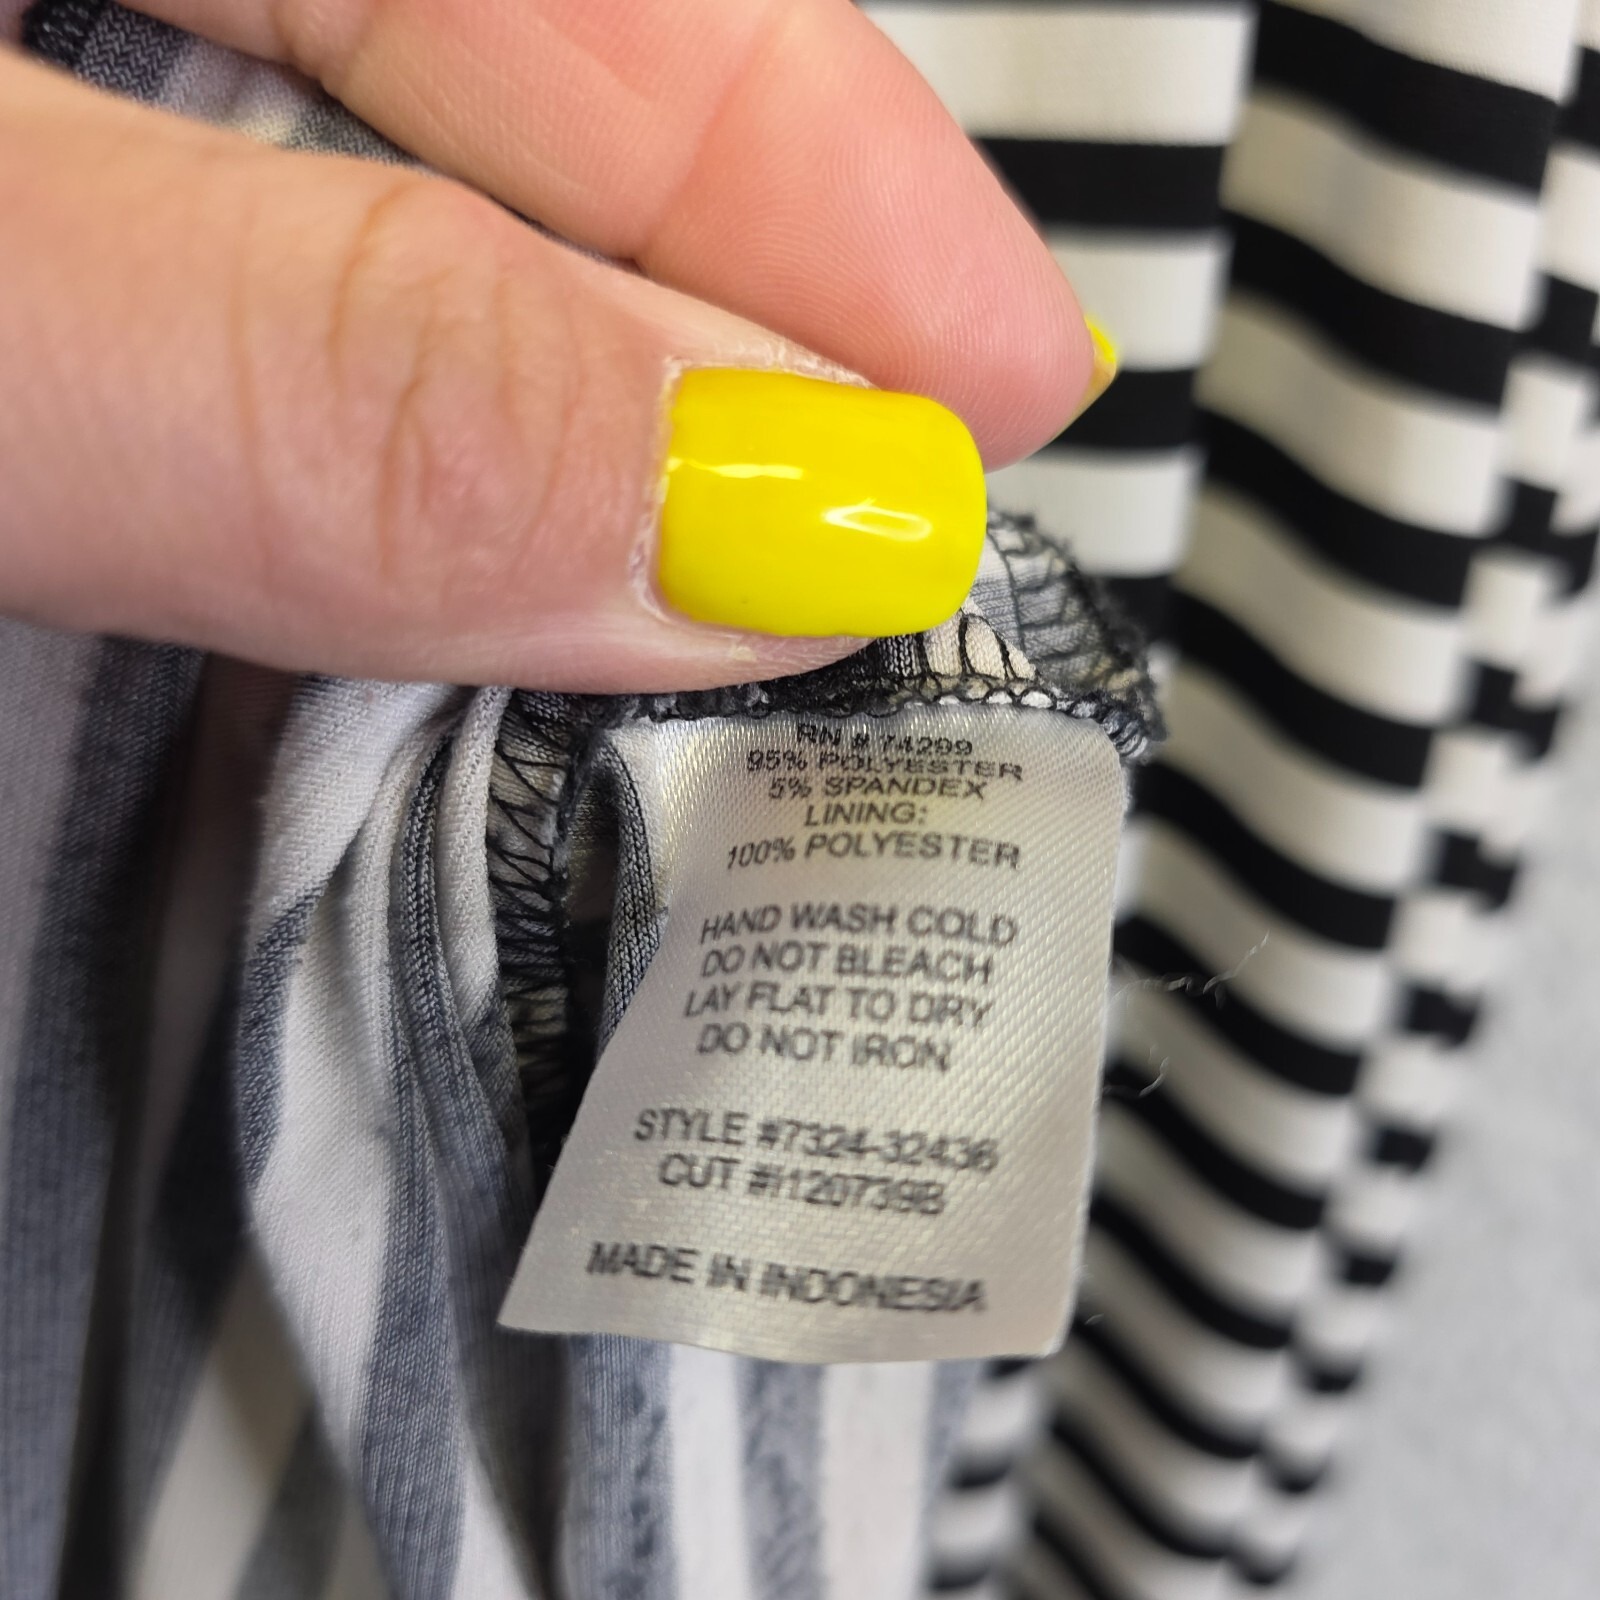 RN # 74299
95% POLYESTER
5% SPANDEX
LINING:
100% POLYESTER
HAND WASH COLD
DO NOT BLEACH
LAY FLAT TO DRY
DO NOT IRON
STYLE #7324-32436
CUT #I120739B
MADE IN INDONESIA